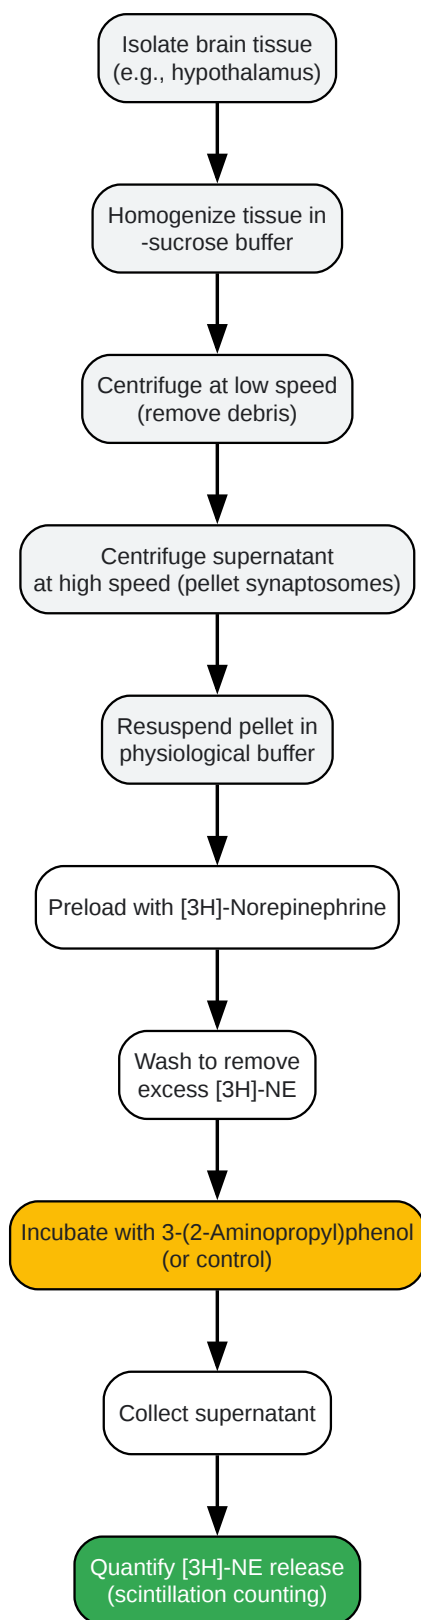 Isolate brain tissue
(e.g., hypothalamus)
Homogenize tissue in
-sucrose buffer
Centrifuge at low speed
(remove debris)
Centrifuge supernatant
at high speed (pellet synaptosomes)
Resuspend pellet in
physiological buffer
Preload with [3H]-Norepinephrine
Wash to remove
excess [3H]-NE
Incubate with 3-(2-Aminopropyl)phenol
(or control)
Collect supernatant
Quantify [3H]-NE release
(scintillation counting)